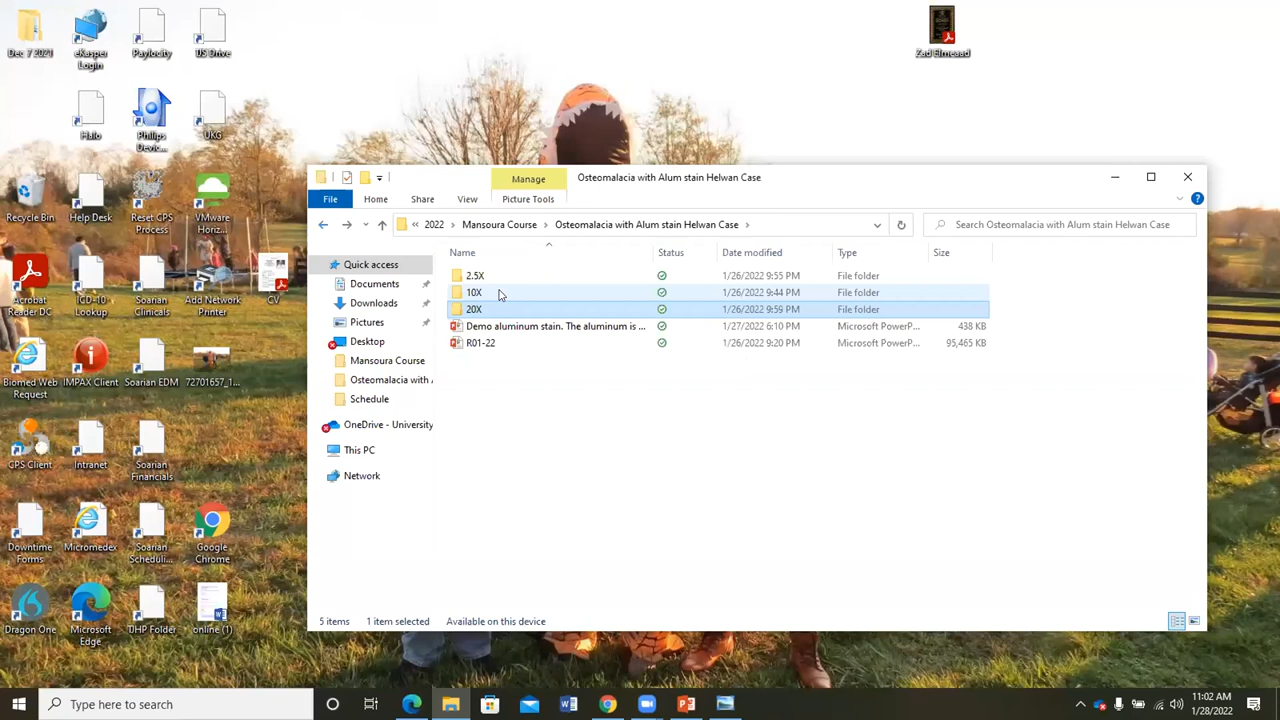 Dec 7 2021
eKasper Login
Paylocity
TJS Drive
Zad Elmeaad
Halo
Philips Devic...
UKG
Recycle Bin
Help Desk
Reset CPS Process
VMware Horiz...
Acrobat Reader DC
ICD-10 Lookup
Soarian Clinicals
Add Network Printer
CV
Biomed Web Request
IMPAX Client
Soarian EDM
72701657_1...
CPS Client
Intranet
Soarian Financials
Downtime Forms
Micromedex
Soarian Scheduli...
Google Chrome
Dragon One
Microsoft Edge
TJHP Folder
online (1)
Manage
Osteomalacia with Alum stain Helwan Case
File
Home
Share
View
Picture Tools
« 2022 > Mansoura Course > Osteomalacia with Alum stain Helwan Case >
Search Osteomalacia with Alum stain Helwan Case
Name Status Date modified Type Size
Quick access
Documents
Downloads
Pictures
Desktop
Mansoura Course
Osteomalacia with A
Schedule
OneDrive - University
This PC
Network
2.5X 1/26/2022 9:55 PM File folder
10X 1/26/2022 9:44 PM File folder
20X 1/26/2022 9:59 PM File folder
Demo aluminum stain. The aluminum is ... 1/27/2022 6:10 PM Microsoft PowerP... 438 KB
R01-22 1/26/2022 9:20 PM Microsoft PowerP... 95,465 KB
5 items 1 item selected Available on this device
Type here to search
11:02 AM
1/28/2022